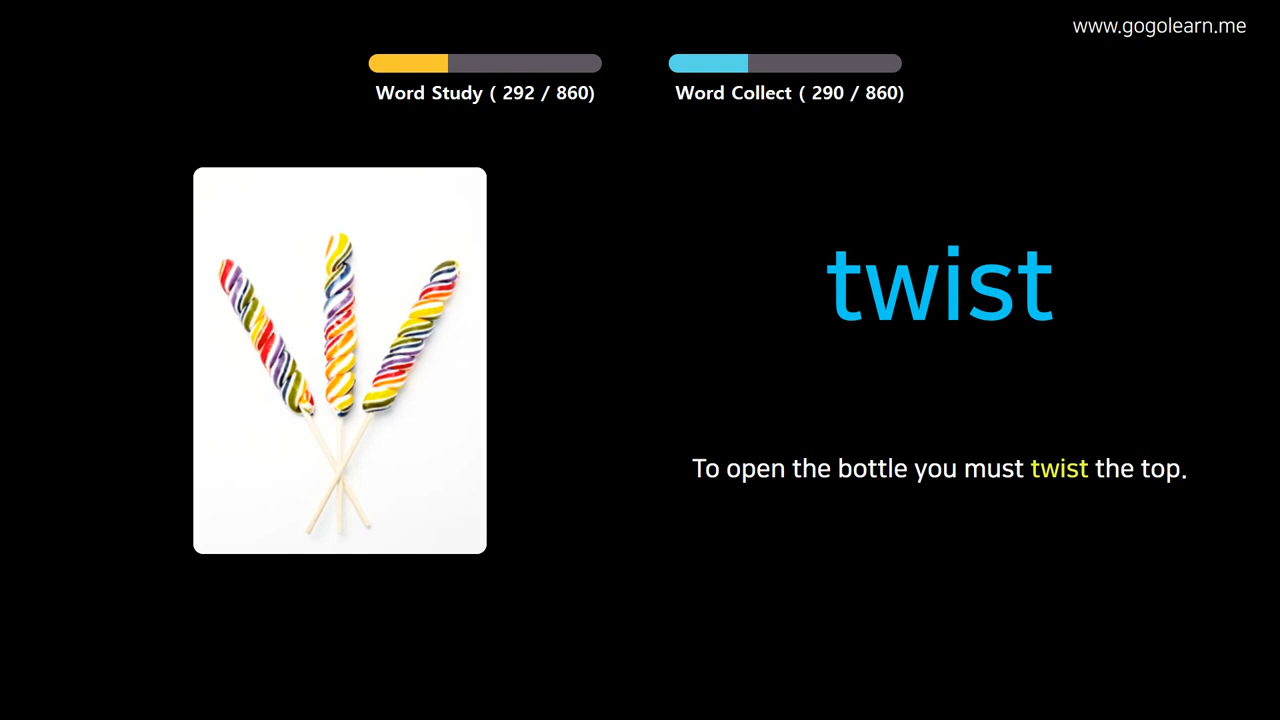 www.gogolearn.me
Word Study ( 292 / 860)
Word Collect ( 290 / 860)
twist
To open the bottle you must twist the top.